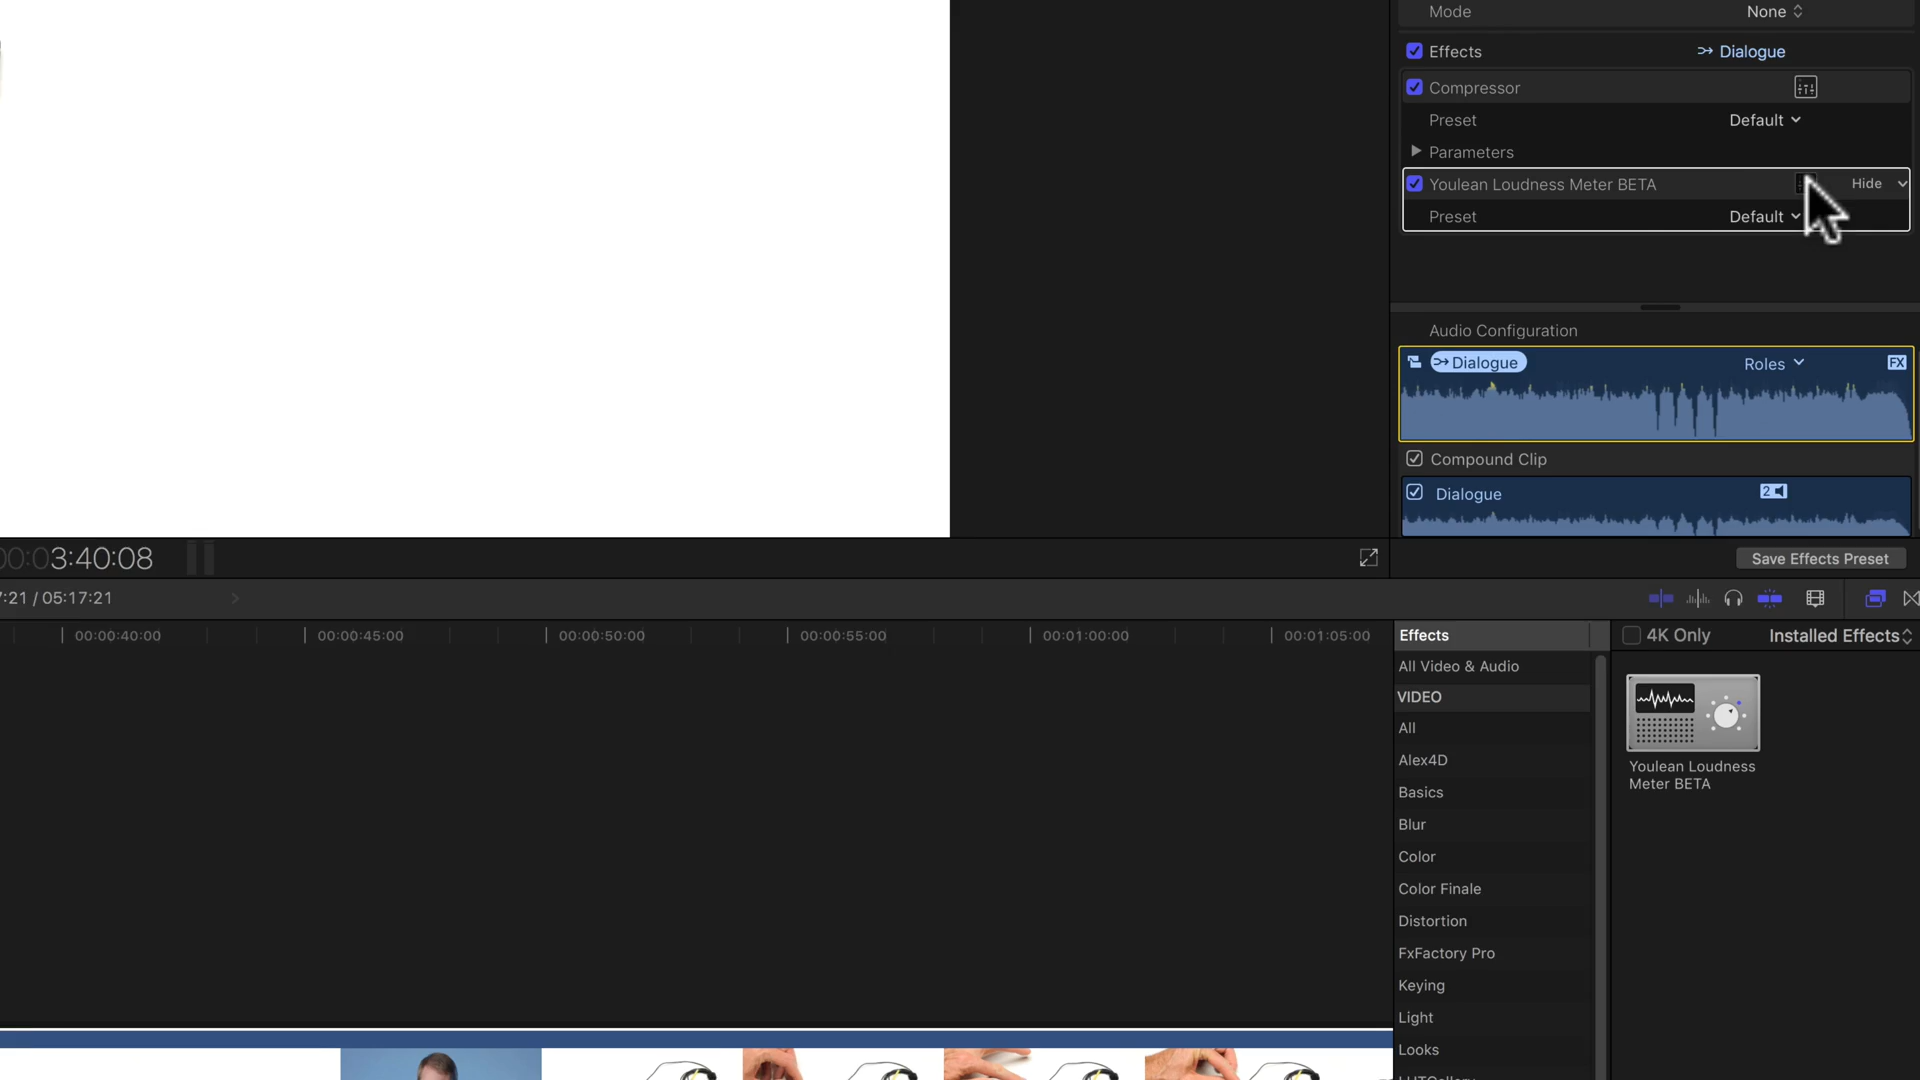 Mode None
Effects Dialogue
Compressor
Preset Default
Parameters
Youlean Loudness Meter BETA Hide
Preset Default
Audio Configuration
Dialogue Roles FX
Compound Clip
Dialogue 2
00:03:40:08
Save Effects Preset
7:21 / 05:17:21
00:00:40:00 00:00:45:00 00:00:50:00 00:00:55:00 00:01:00:00 00:01:05:00
Effects 4K Only Installed Effects
All Video & Audio
VIDEO
All
Alex4D
Basics
Blur
Color
Color Finale
Distortion
FxFactory Pro
Keying
Light
Looks
Youlean Loudness
Meter BETA